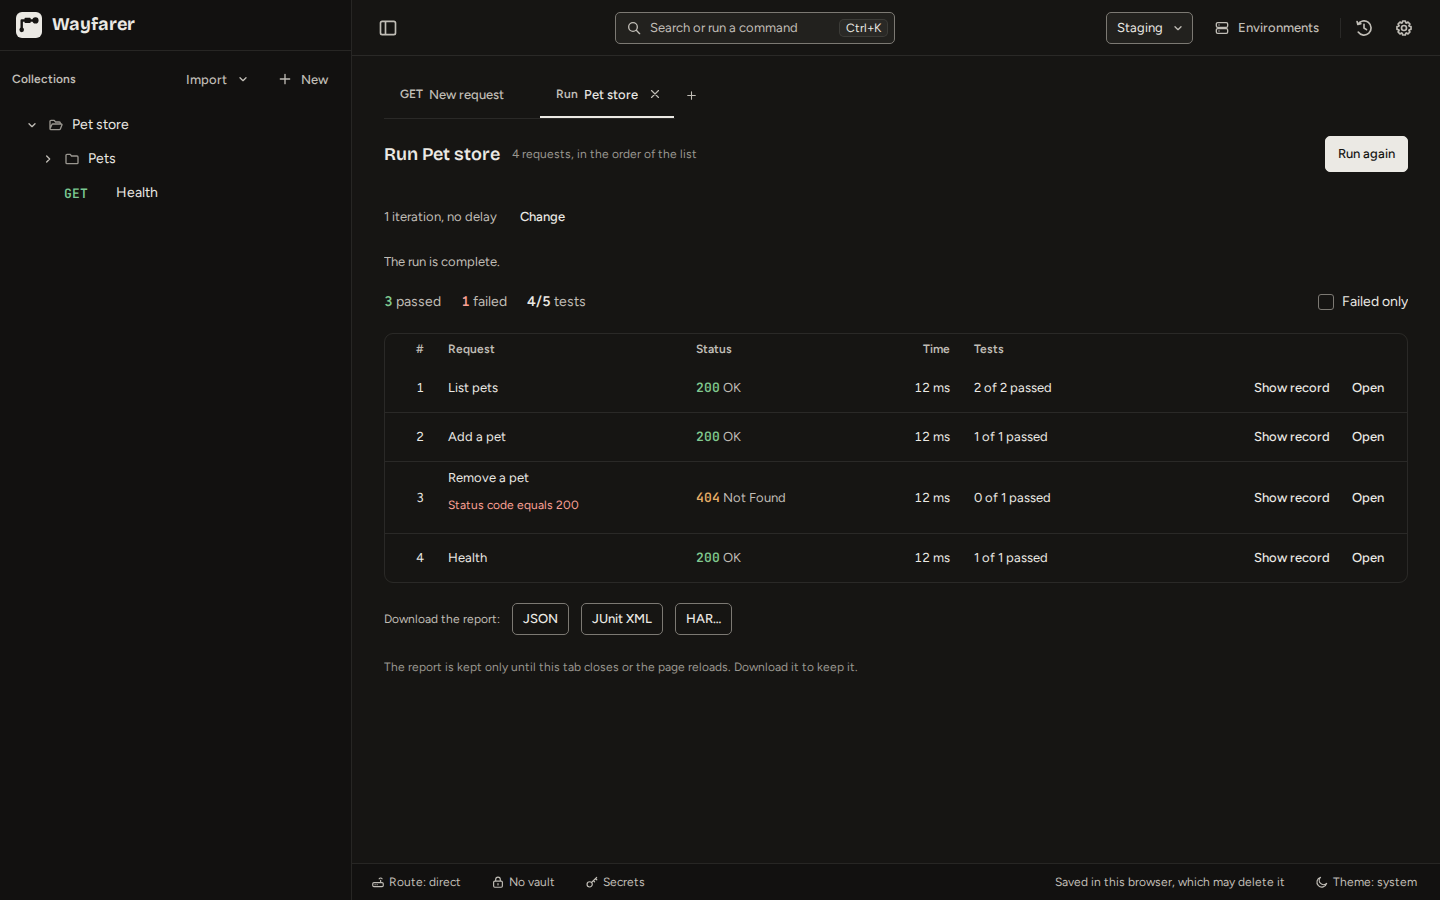 Wayfarer
Search or run a command Ctrl+K
Staging
Environments
Collections
Import
New
Pet store
Pets
GET Health
GET New request
Run Pet store
Run Pet store
4 requests, in the order of the list
Run again
1 iteration, no delay
Change
The run is complete.
3 passed
1 failed
4/5 tests
Failed only
# Request Status Time Tests
1 List pets 200 OK 12 ms 2 of 2 passed Show record Open
2 Add a pet 200 OK 12 ms 1 of 1 passed Show record Open
3 Remove a pet 404 Not Found 12 ms 0 of 1 passed Show record Open
Status code equals 200
4 Health 200 OK 12 ms 1 of 1 passed Show record Open
Download the report: JSON JUnit XML HAR...
The report is kept only until this tab closes or the page reloads. Download it to keep it.
Route: direct
No vault
Secrets
Saved in this browser, which may delete it
Theme: system